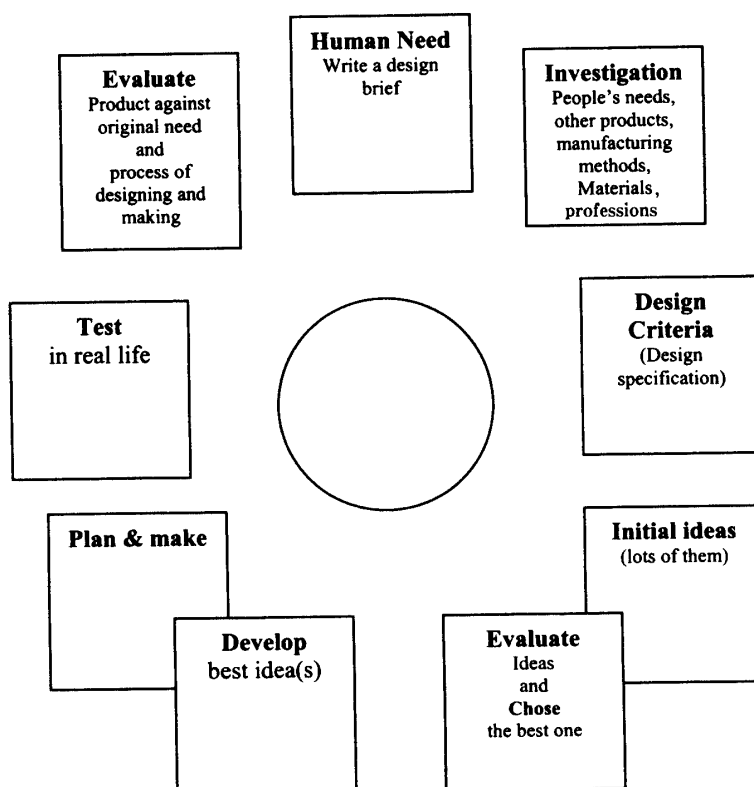 Human Need
Write a design
brief
Investigation
People's needs,
other products,
manufacturing
methods,
Materials,
professions
Design
Criteria
(Design
specification)
Initial ideas
(lots of them)
Evaluate
Ideas
and
Chose
the best one
Develop
best idea(s)
Plan & make
Test
in real life
Evaluate
Product against
original need
and
process of
designing and
making